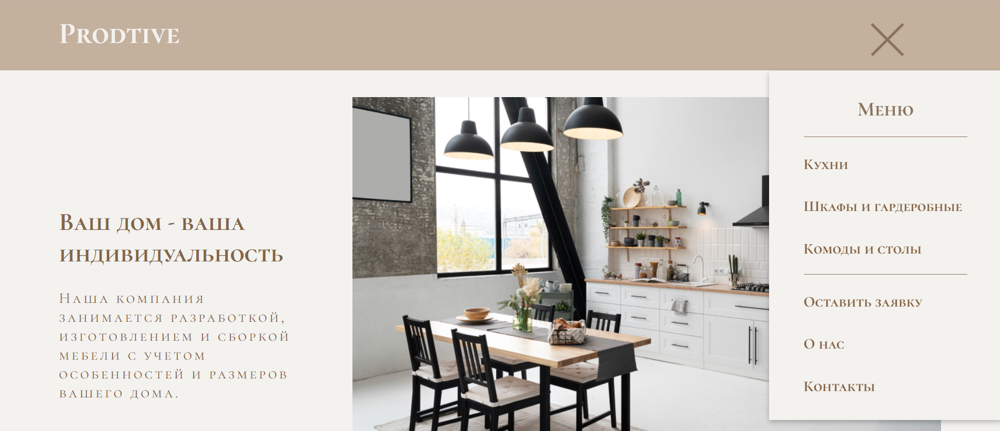 Prodtive
Ваш дом - ваша
индивидуальность
Наша компания
занимается разработкой,
изготовлением и сборкой
мебели с учетом
особенностей и размеров
вашего дома.
Меню
Кухни
Шкафы и гардеробные
Комоды и столы
Оставить заявку
О нас
Контакты